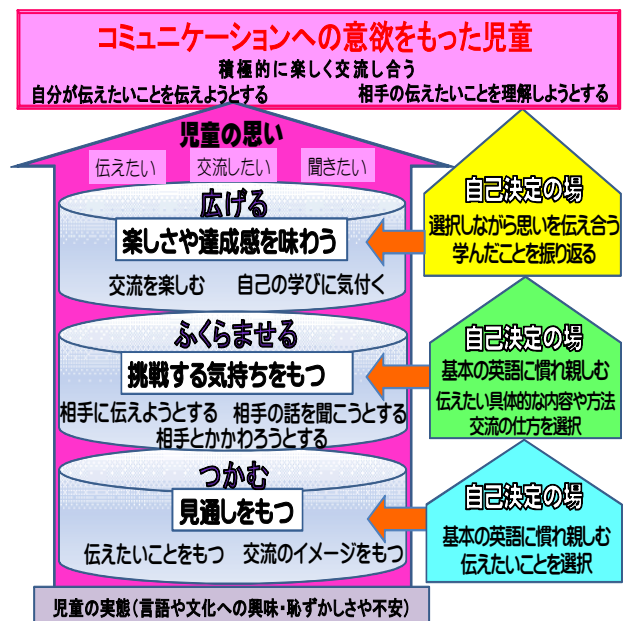 コミュニケーションへの意欲をもった児童
積極的に楽しく交流し合う
自分が伝えたいことを伝えようとする
相手の伝えたいことを理解しようとする
児童の思い
伝えたい
交流したい
聞きたい
広げる
楽しさや達成感を味わう
交流を楽しむ
自己の学びに気付く
自己決定の場
選択しながら思いを伝え合う
学んだことを振り返る
ふくらませる
挑戦する気持ちをもつ
相手に伝えようとする
相手の話を聞こうとする
相手とかかわろうとする
自己決定の場
基本の英語に慣れ親しむ
伝えたい具体的な内容や方法
交流の仕方を選択
つかむ
見通しをもつ
伝えたいことをもつ
交流のイメージをもつ
自己決定の場
基本の英語に慣れ親しむ
伝えたいことを選択
児童の実態(言語や文化への興味・恥ずかしさや不安)